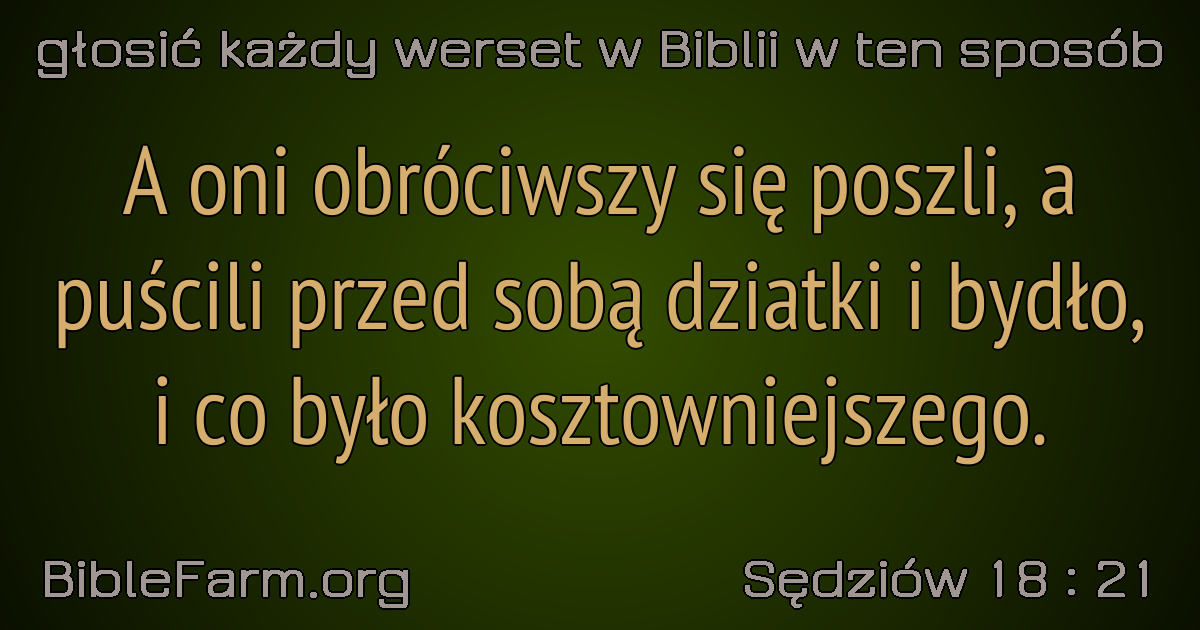 głosić każdy werset w Biblii w ten sposób
A oni obróciwszy się poszli, a
puścili przed sobą dziatki i bydło,
i co było kosztowniejszego.
BibleFarm.org
Sędziów 18 : 21